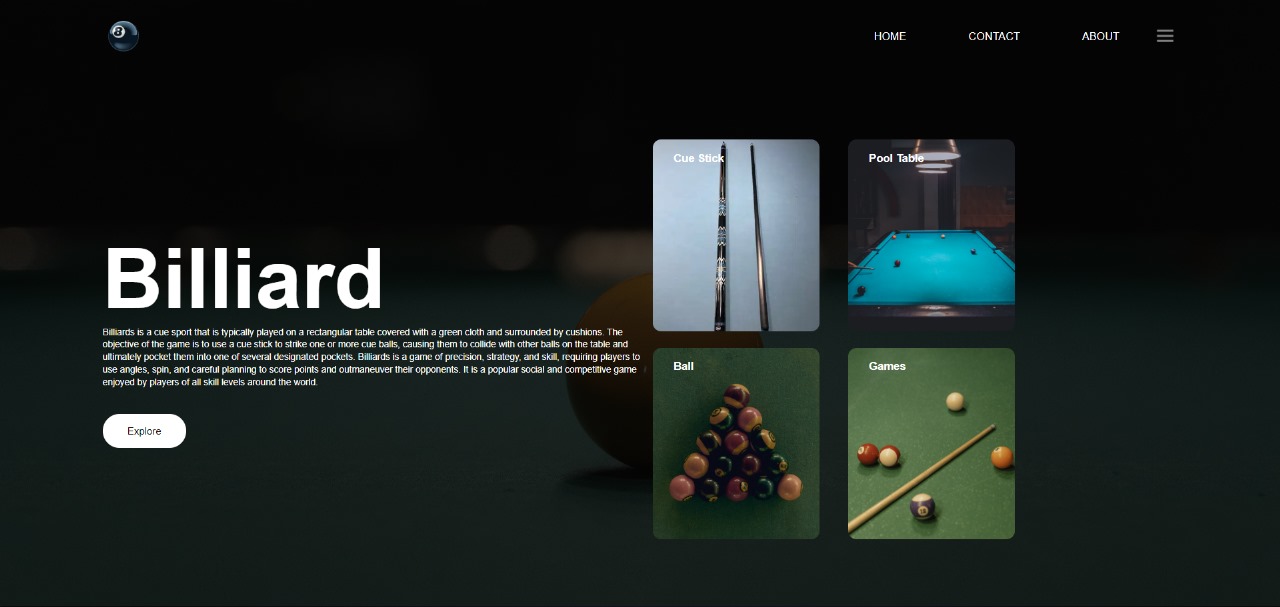 8
HOME
CONTACT
ABOUT
Cue Stick
Pool Table
Billiard
Billiards is a cue sport that is typically played on a rectangular table covered with a green cloth and surrounded by cushions. The
objective of the game is to use a cue stick to strike one or more cue balls, causing them to collide with other balls on the table and
ultimately pocket them into one of several designated pockets. Billiards is a game of precision, strategy, and skill, requiring players to
use angles, spin, and careful planning to score points and outmaneuver their opponents. It is a popular social and competitive game
enjoyed by players of all skill levels around the world.
Explore
Ball
Games